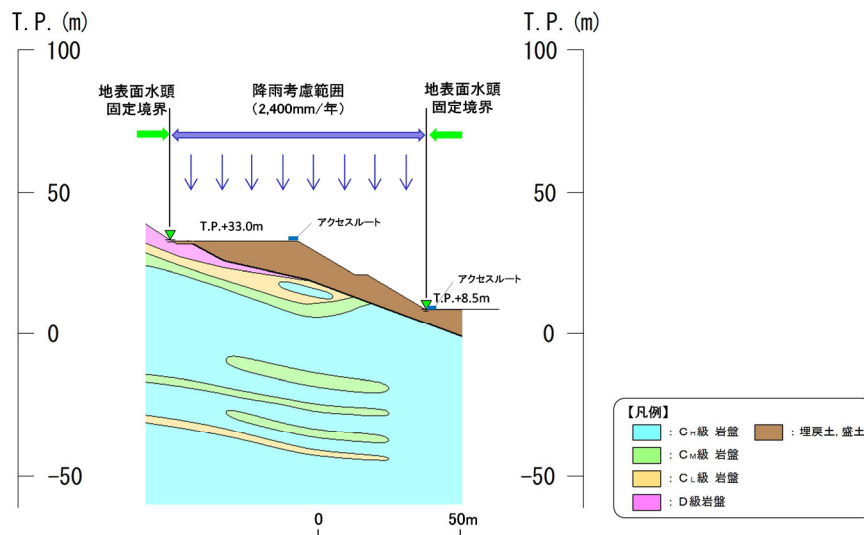 T.P.(m)
T.P.(m)
100
100
地表面水頭
固定境界
降雨考慮範囲
(2,400mm/年)
地表面水頭
固定境界
50
50
T.P.+33.0m
アクセスルート
アクセスルート
T.P.+8.5m
0
0
-50
-50
0
50m
【凡例】
：CH級 岩盤
：埋戻土,盛土
：CM級 岩盤
：CL級 岩盤
：D級岩盤